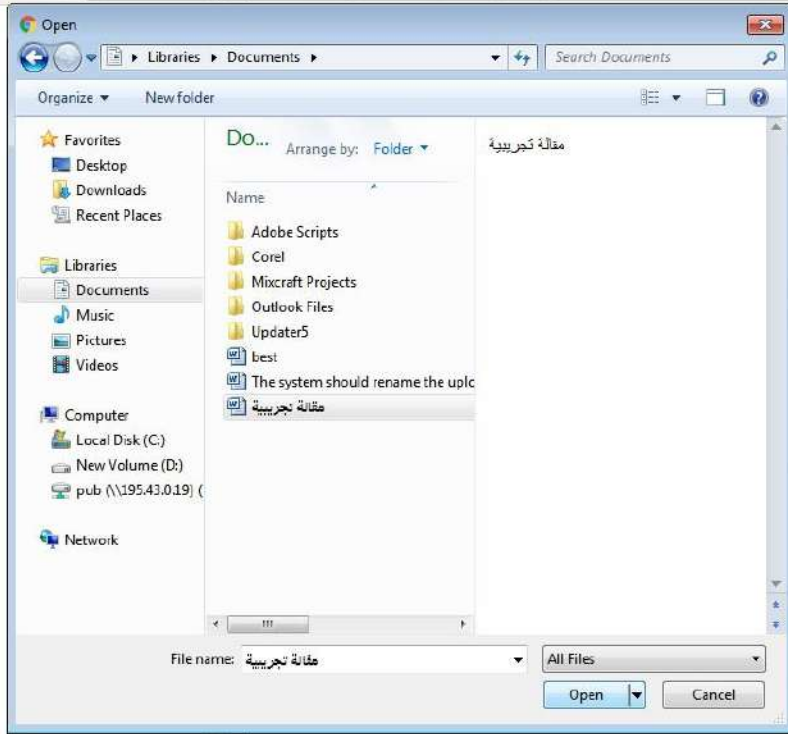 Open
Libraries ▸ Documents ▸
Search Documents
Organize
New folder
Favorites
Desktop
Downloads
Recent Places
Libraries
Documents
Music
Pictures
Videos
Computer
Local Disk (C:)
New Volume (D:)
pub (\\195.43.0.19) (
Network
Do...
Arrange by: Folder
Name
Adobe Scripts
Corel
Mixcraft Projects
Outlook Files
Updater5
best
The system should rename the uplc
مقالة تجريبية
مقالة تجريبية
File name: مقالة تجريبية
All Files
Open
Cancel